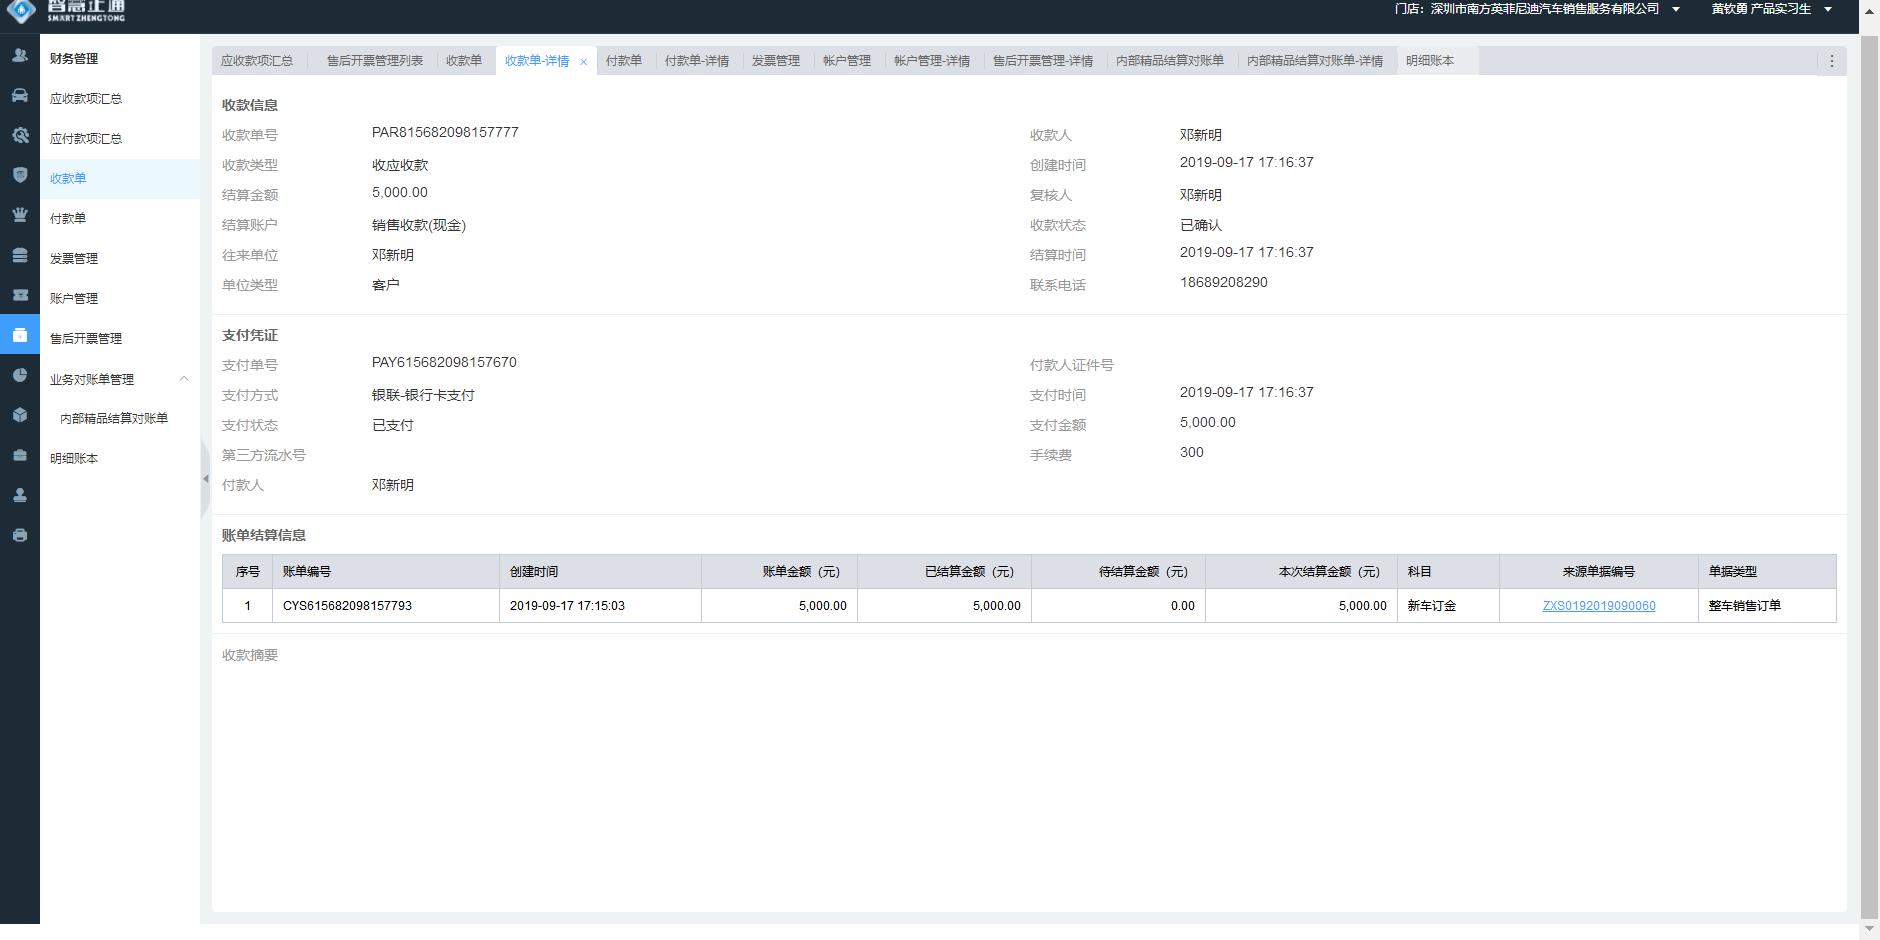 智慧正通
SMARTZHENGTONG
门店：深圳市南方英菲尼迪汽车销售服务有限公司
黄钦勇 产品实习生
财务管理
应收款项汇总
应付款项汇总
收款单
付款单
发票管理
账户管理
售后开票管理
业务对账单管理
内部精品结算对账单
明细账本
应收款项汇总 售后开票管理列表 收款单 收款单-详情 × 付款单 付款单-详情 发票管理 帐户管理 帐户管理-详情 售后开票管理-详情 内部精品结算对账单 内部精品结算对账单-详情 明细账本
收款信息
收款单号 PAR815682098157777 收款人 邓新明
收款类型 收应收款 创建时间 2019-09-17 17:16:37
结算金额 5,000.00 复核人 邓新明
结算账户 销售收款(现金) 收款状态 已确认
往来单位 邓新明 结算时间 2019-09-17 17:16:37
单位类型 客户 联系电话 18689208290
支付凭证
支付单号 PAY615682098157670 付款人证件号
支付方式 银联-银行卡支付 支付时间 2019-09-17 17:16:37
支付状态 已支付 支付金额 5,000.00
第三方流水号 手续费 300
付款人 邓新明
账单结算信息
序号 账单编号 创建时间 账单金额（元） 已结算金额（元） 待结算金额（元） 本次结算金额（元） 科目 来源单据编号 单据类型
1 CYS615682098157793 2019-09-17 17:15:03 5,000.00 5,000.00 0.00 5,000.00 新车订金 ZXS0192019090060 整车销售订单
收款摘要